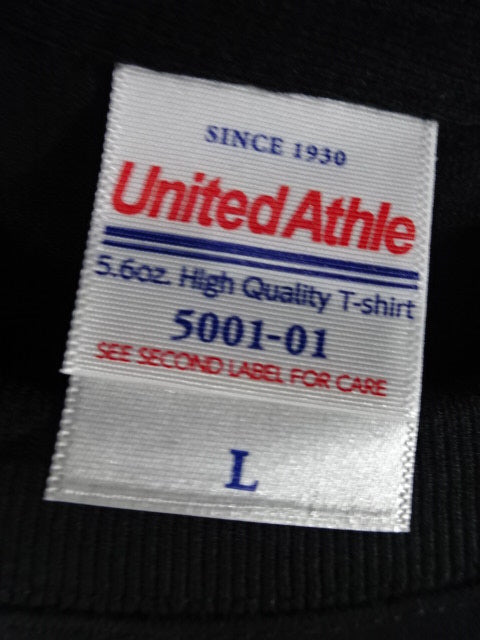 SINCE 1930
UnitedAthle
5.6oz. High Quality T-shirt
5001-01
SEE SECOND LABEL FOR CARE
L